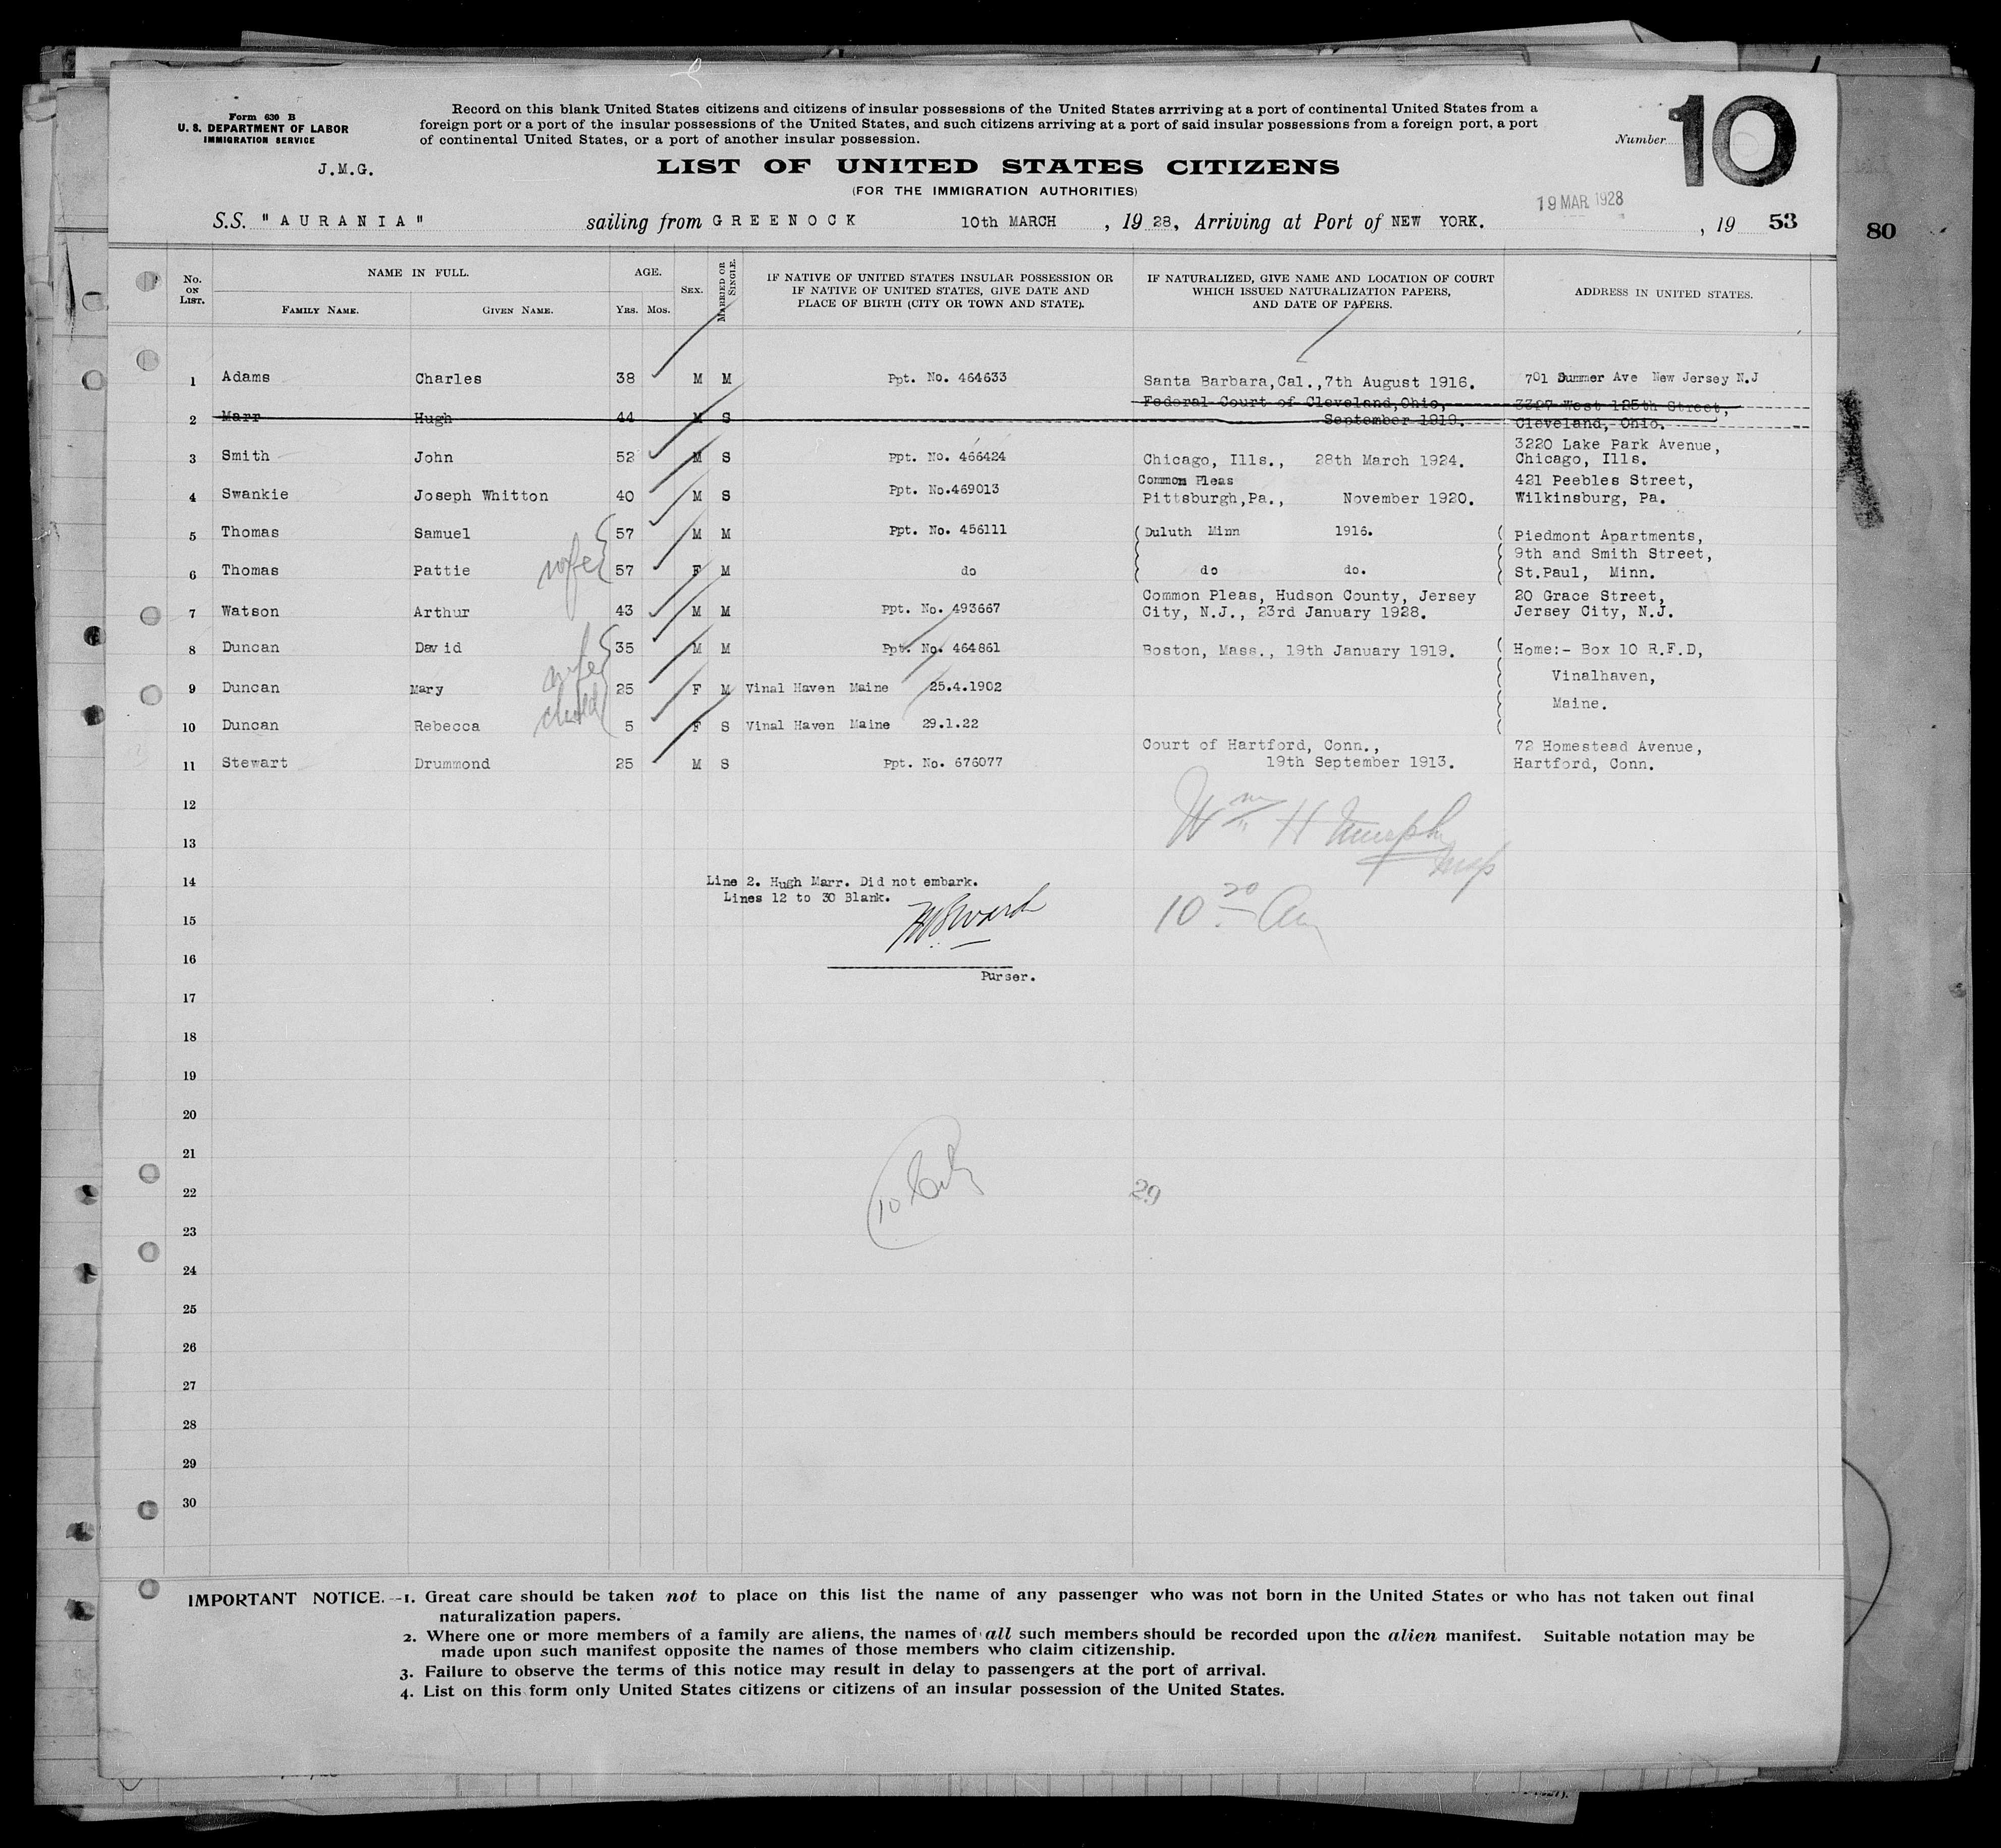 Form 630 B
U. S. DEPARTMENT OF LABOR
IMMIGRATION SERVICE
J.M.G.
Record on this blank United States citizens and citizens of insular possessions of the United States arrriving at a port of continental United States from a
foreign port or a port of the insular possessions of the United States, and such citizens arriving at a port of said insular possessions from a foreign port, a port
of continental United States, or a port of another insular possession.
Number 10
LIST OF UNITED STATES CITIZENS
(FOR THE IMMIGRATION AUTHORITIES)
19 MAR 1928
S.S. "AURANIA" sailing from GREENOCK 10th MARCH , 19 28, Arriving at Port of NEW YORK. , 19 53
80
No. ON LIST. NAME IN FULL. AGE. SEX. MARRIED OR SINGLE. IF NATIVE OF UNITED STATES INSULAR POSSESSION OR IF NATIVE OF UNITED STATES, GIVE DATE AND PLACE OF BIRTH (CITY OR TOWN AND STATE). IF NATURALIZED, GIVE NAME AND LOCATION OF COURT WHICH ISSUED NATURALIZATION PAPERS, AND DATE OF PAPERS. ADDRESS IN UNITED STATES.
FAMILY NAME. GIVEN NAME. YRS. MOS.
1 Adams Charles 38 M M Ppt. No. 464633 Santa Barbara,Cal.,7th August 1916. 701 Summer Ave New Jersey N.J
Federal Court of Cleveland,Ohio, 3327 West 125th Street,
2 Marr Hugh 44 M S September 1919. Cleveland, Ohio.
3220 Lake Park Avenue,
3 Smith John 52 M S Ppt. No. 466424 Chicago, Ills., 28th March 1924. Chicago, Ills.
Common Pleas 421 Peebles Street,
4 Swankie Joseph Whitton 40 M S Ppt. No.469013 Pittsburgh,Pa., November 1920. Wilkinsburg, Pa.
5 Thomas Samuel 57 M M Ppt. No. 456111 Duluth Minn 1916. Piedmont Apartments,
9th and Smith Street,
6 Thomas Pattie wife 57 F M do do do. St.Paul, Minn.
Common Pleas, Hudson County, Jersey 20 Grace Street,
7 Watson Arthur 43 M M Ppt. No. 493667 City, N.J., 23rd January 1928. Jersey City, N.J.
8 Duncan David 35 M M Ppt. No. 464861 Boston, Mass., 19th January 1919. Home:- Box 10 R.F.D,
9 Duncan Mary wife 25 F M Vinal Haven Maine 25.4.1902 Vinalhaven,
Maine.
10 Duncan Rebecca child 5 F S Vinal Haven Maine 29.1.22
Court of Hartford, Conn., 72 Homestead Avenue,
11 Stewart Drummond 25 M S Ppt. No. 676077 19th September 1913. Hartford, Conn.
12
Wm H Murphy
13
Insp
14 Line 2. Hugh Marr. Did not embark.
Lines 12 to 30 Blank.
15 10 20 Am
16
Purser.
17
18
19
20
21
22 29
23
24
25
26
27
28
29
30
IMPORTANT NOTICE.--1. Great care should be taken not to place on this list the name of any passenger who was not born in the United States or who has not taken out final
naturalization papers.
2. Where one or more members of a family are aliens, the names of all such members should be recorded upon the alien manifest. Suitable notation may be
made upon such manifest opposite the names of those members who claim citizenship.
3. Failure to observe the terms of this notice may result in delay to passengers at the port of arrival.
4. List on this form only United States citizens or citizens of an insular possession of the United States.